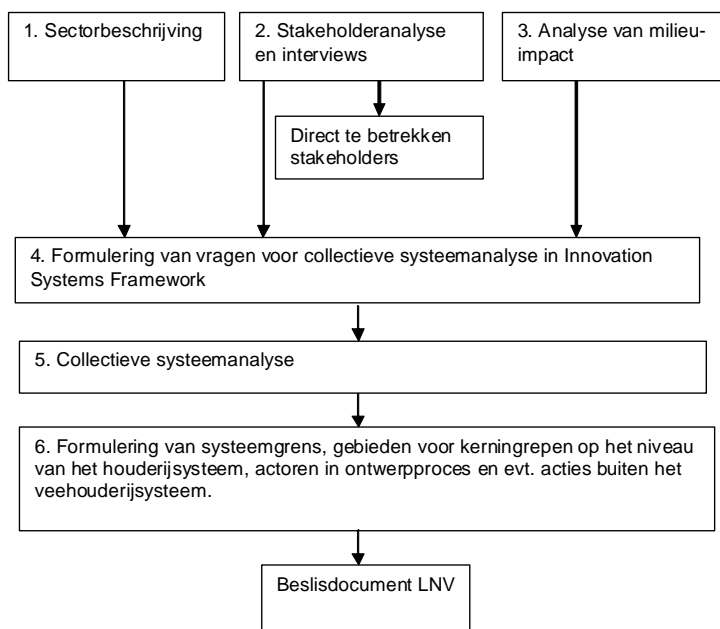 1. Sectorbeschrijving
2. Stakeholderanalyse
en interviews
3. Analyse van milieu-
impact
Direct te betrekken
stakeholders
4. Formulering van vragen voor collectieve systeemanalyse in Innovation
Systems Framework
5. Collectieve systeemanalyse
6. Formulering van systeemgrens, gebieden voor kerningrepen op het niveau
van het houderijsysteem, actoren in ontwerpproces en evt. acties buiten het
veehouderijsysteem.
Beslisdocument LNV